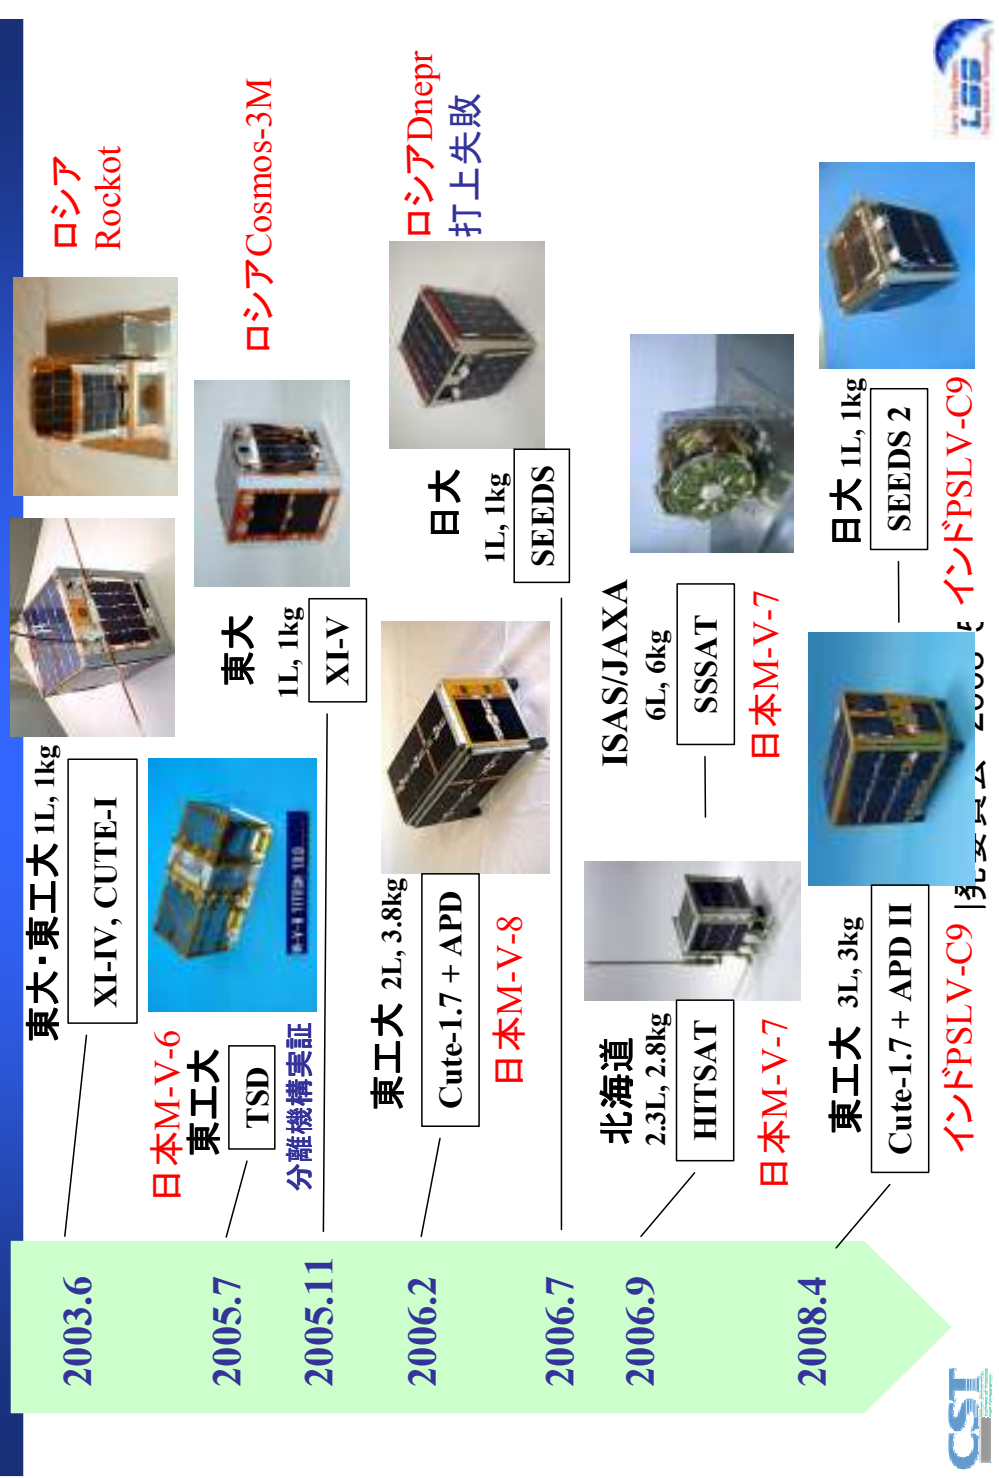 2003.6
東大・東工大 1L, 1kg
XI-IV, CUTE-I
ロシア
Rockot
2005.7
日本M-V-6
東工大
TSD
分離機構実証
M-V-6 TITECH TSD
2005.11
東大
1L, 1kg
XI-V
ロシアCosmos-3M
2006.2
東工大 2L, 3.8kg
Cute-1.7 + APD
日本M-V-8
2006.7
日大
1L, 1kg
SEEDS
ロシアDnepr
打上失敗
2006.9
北海道
2.3L, 2.8kg
HITSAT
日本M-V-7
ISAS/JAXA
6L, 6kg
SSSAT
日本M-V-7
2008.4
東工大 3L, 3kg
Cute-1.7 + APD II
インドPSLV-C9
日大 1L, 1kg
SEEDS 2
インドPSLV-C9
CST
LSS